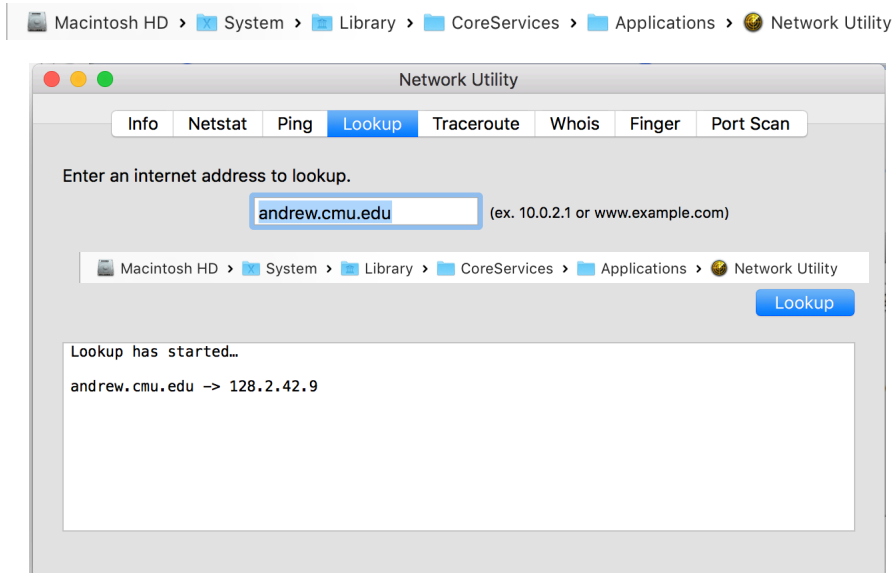 Macintosh HD › System › Library › CoreServices › Applications › Network Utility
Network Utility
Info Netstat Ping Lookup Traceroute Whois Finger Port Scan
Enter an internet address to lookup.
andrew.cmu.edu (ex. 10.0.2.1 or www.example.com)
Macintosh HD › System › Library › CoreServices › Applications › Network Utility
Lookup
Lookup has started…
andrew.cmu.edu -> 128.2.42.9